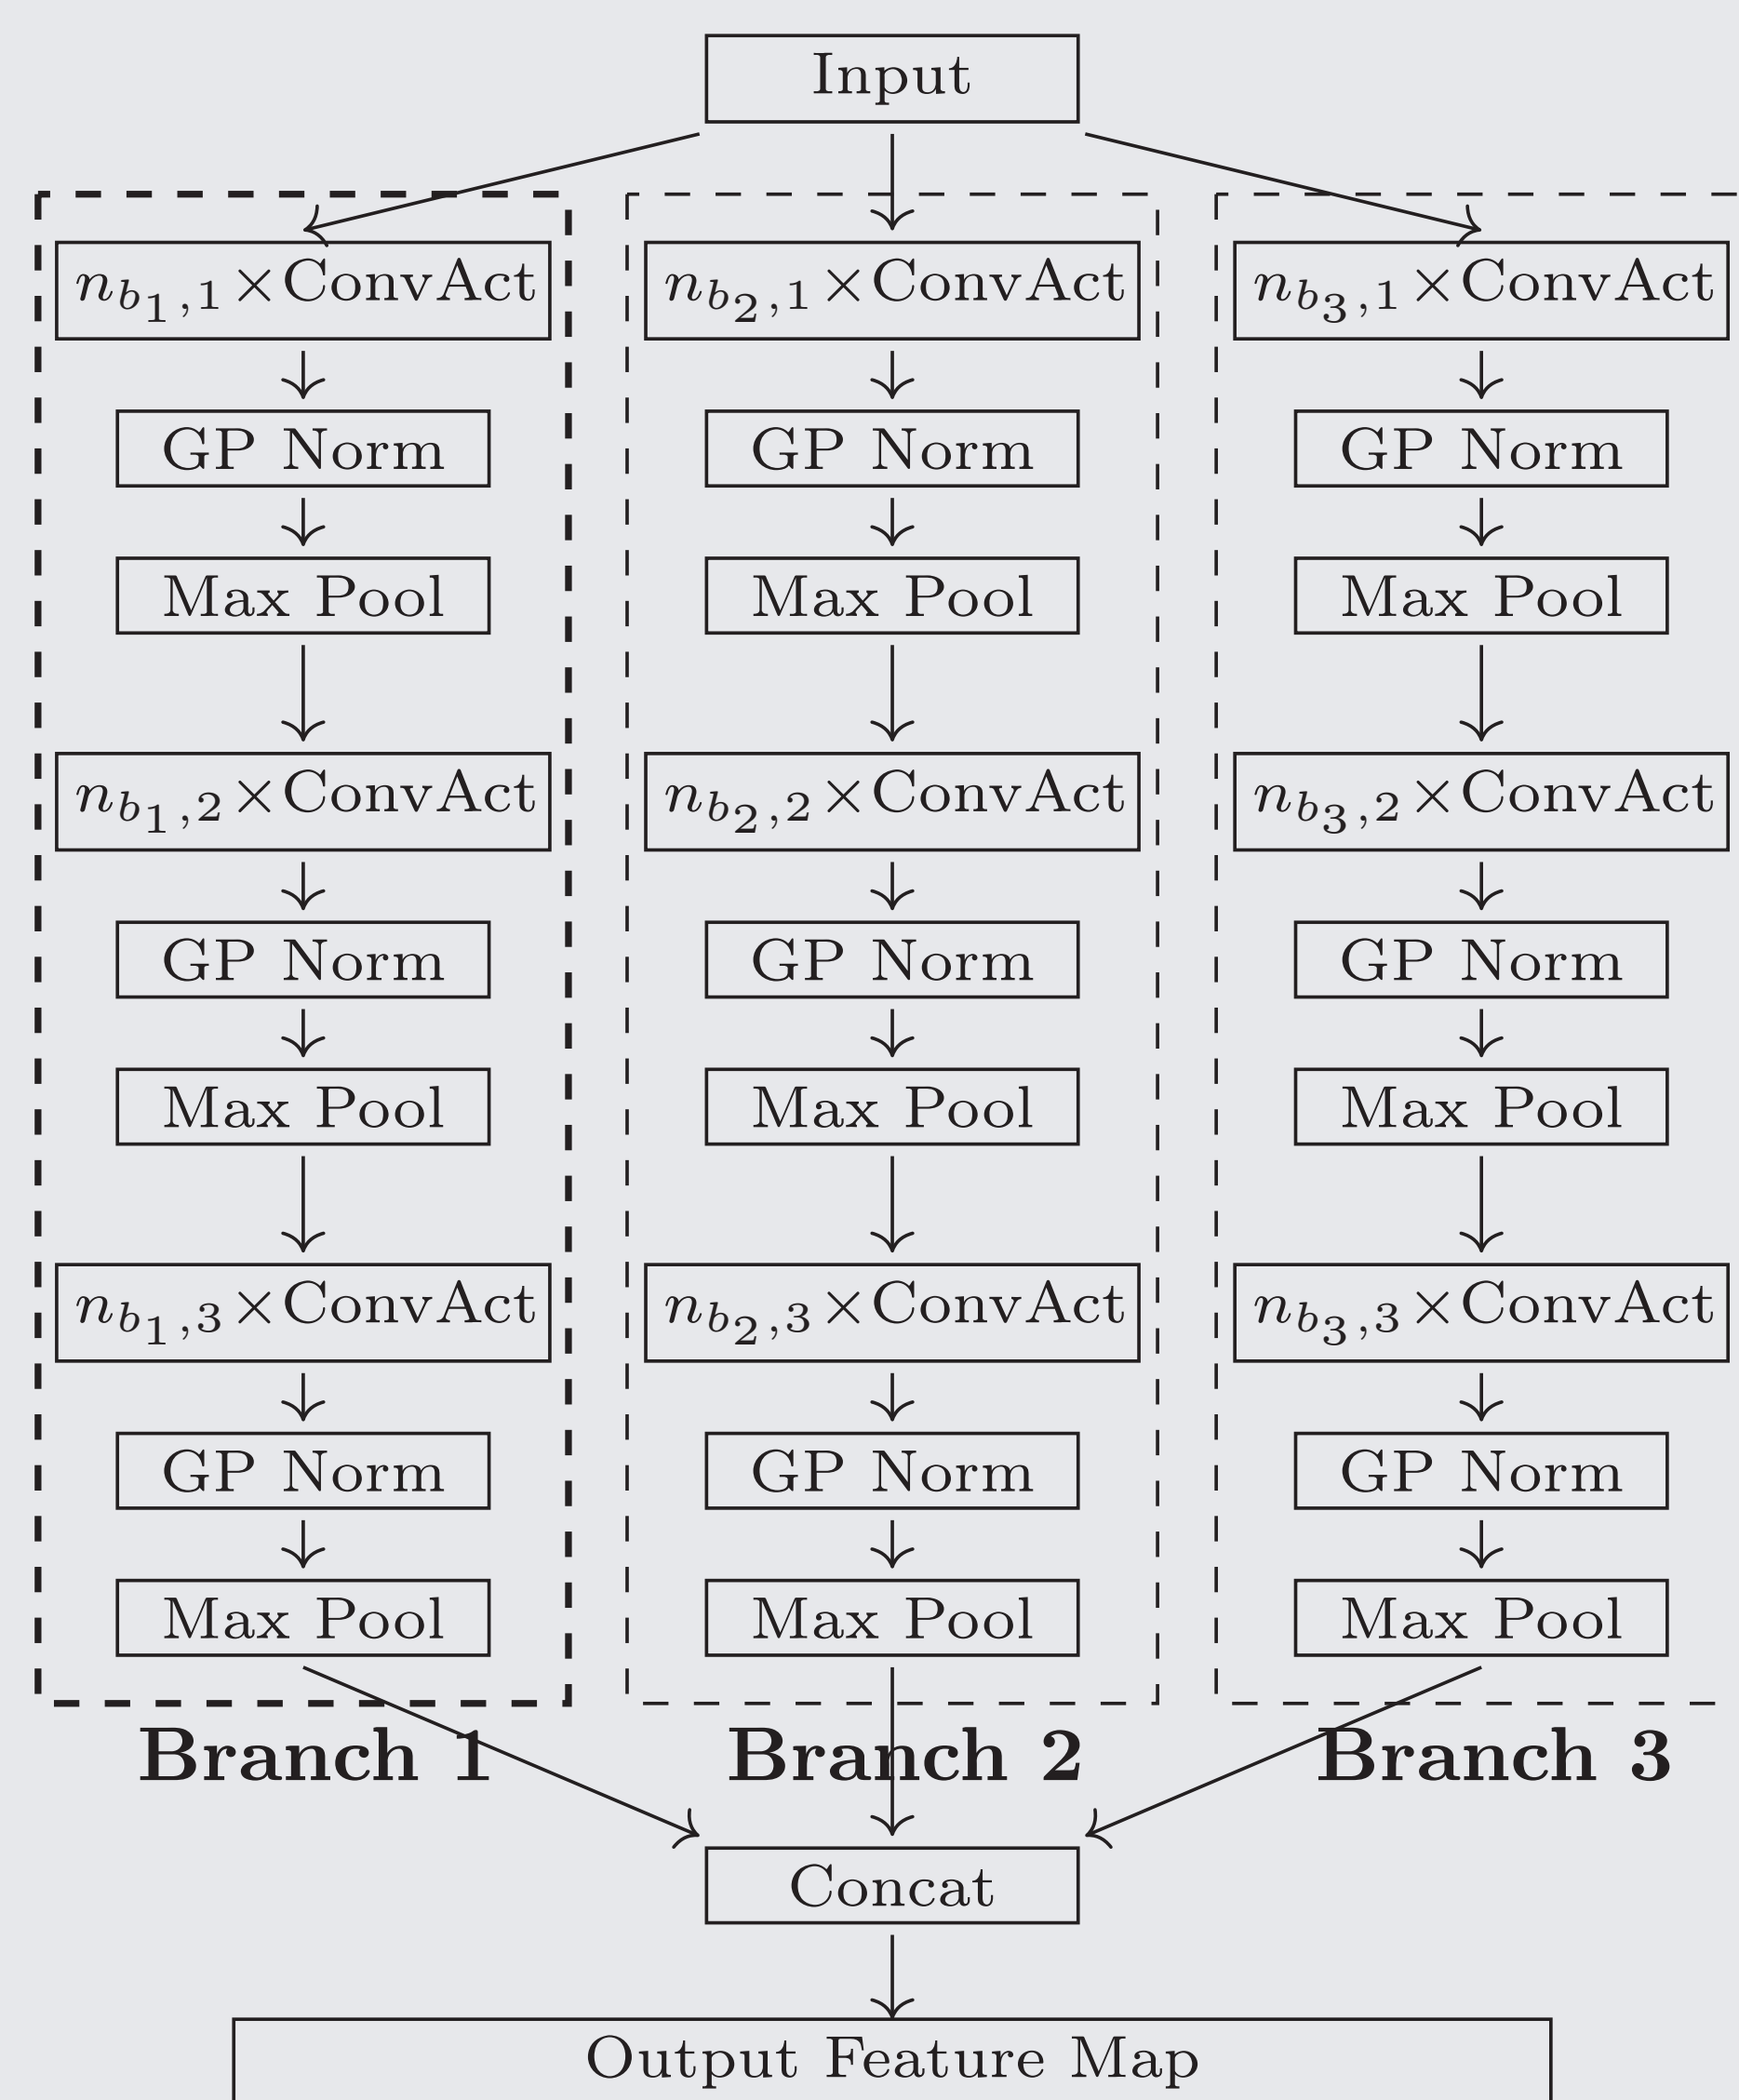 Input
n_{b_1,1}×ConvAct n_{b_2,1}×ConvAct n_{b_3,1}×ConvAct
GP Norm GP Norm GP Norm
Max Pool Max Pool Max Pool
n_{b_1,2}×ConvAct n_{b_2,2}×ConvAct n_{b_3,2}×ConvAct
GP Norm GP Norm GP Norm
Max Pool Max Pool Max Pool
n_{b_1,3}×ConvAct n_{b_2,3}×ConvAct n_{b_3,3}×ConvAct
GP Norm GP Norm GP Norm
Max Pool Max Pool Max Pool
Branch 1 Branch 2 Branch 3
Concat
Output Feature Map